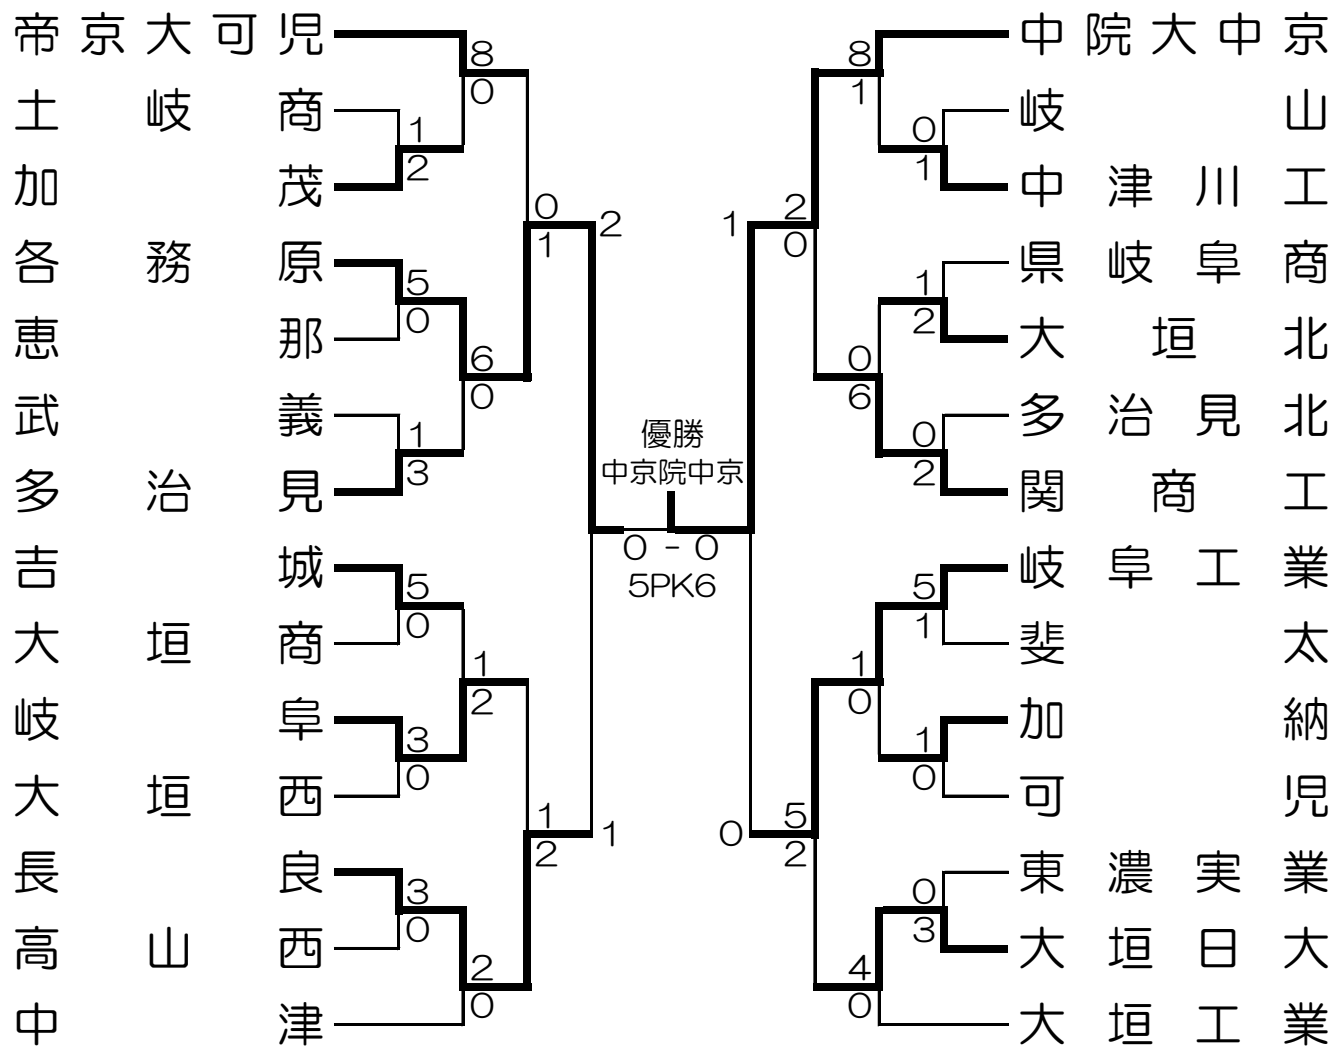 帝京大可児
8
0
土岐商
1
2
加茂
0
1
2
各務原
5
0
恵那
6
0
武義
1
3
多治見
吉城
5
0
大垣商
1
2
岐阜
3
0
大垣西
1
2
1
長良
3
0
高山西
2
0
中津
優勝
中京院中京
0 - 0
5PK6
中院大中京
8
1
岐山
0
1
中津川工
1
2
0
県岐阜商
1
2
大垣北
0
6
多治見北
0
2
関商工
岐阜工業
5
1
斐太
1
0
加納
1
0
可児
0
5
2
東濃実業
0
3
大垣日大
4
0
大垣工業